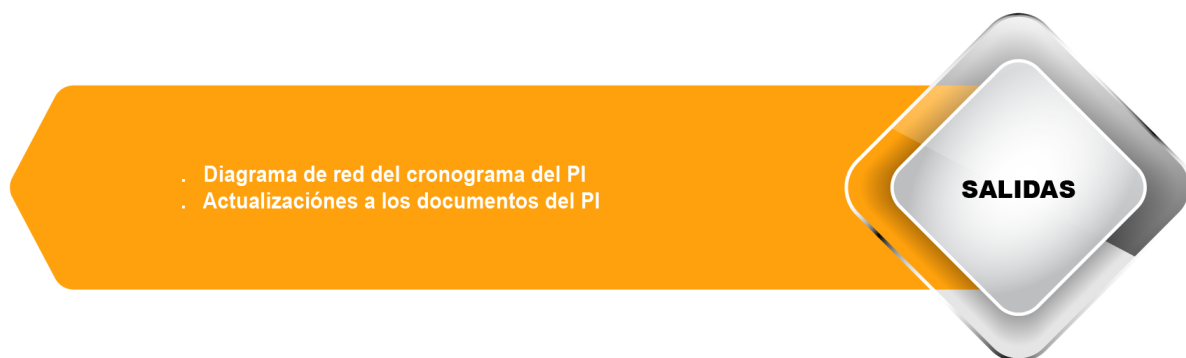 . Diagrama de red del cronograma del PI
. Actualizaciónes a los documentos del PI
SALIDAS